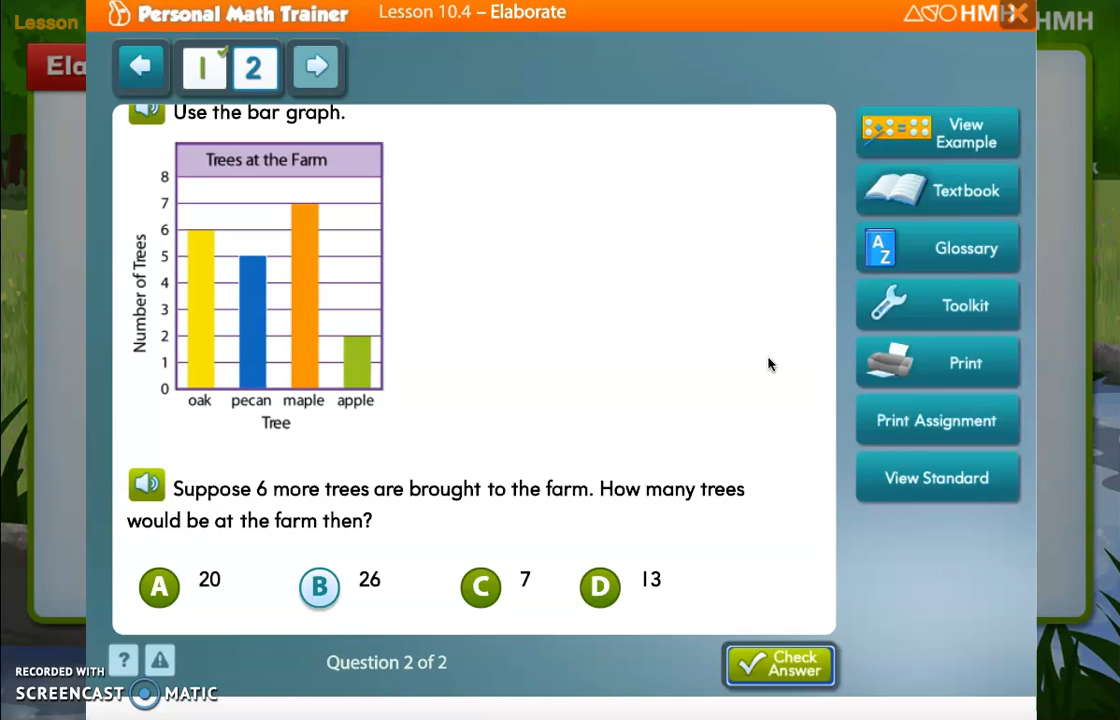 Lesson
Personal Math Trainer
Lesson 10.4 – Elaborate
HMH
HMH
Ela
1
2
Use the bar graph.
Trees at the Farm
8
7
6
5
4
3
2
1
0
Number of Trees
oak pecan maple apple
Tree
Suppose 6 more trees are brought to the farm. How many trees
would be at the farm then?
A 20 B 26 C 7 D 13
View
Example
Textbook
A
Z
Glossary
Toolkit
Print
Print Assignment
View Standard
?
Question 2 of 2
Check
Answer
RECORDED WITH
SCREENCAST MATIC